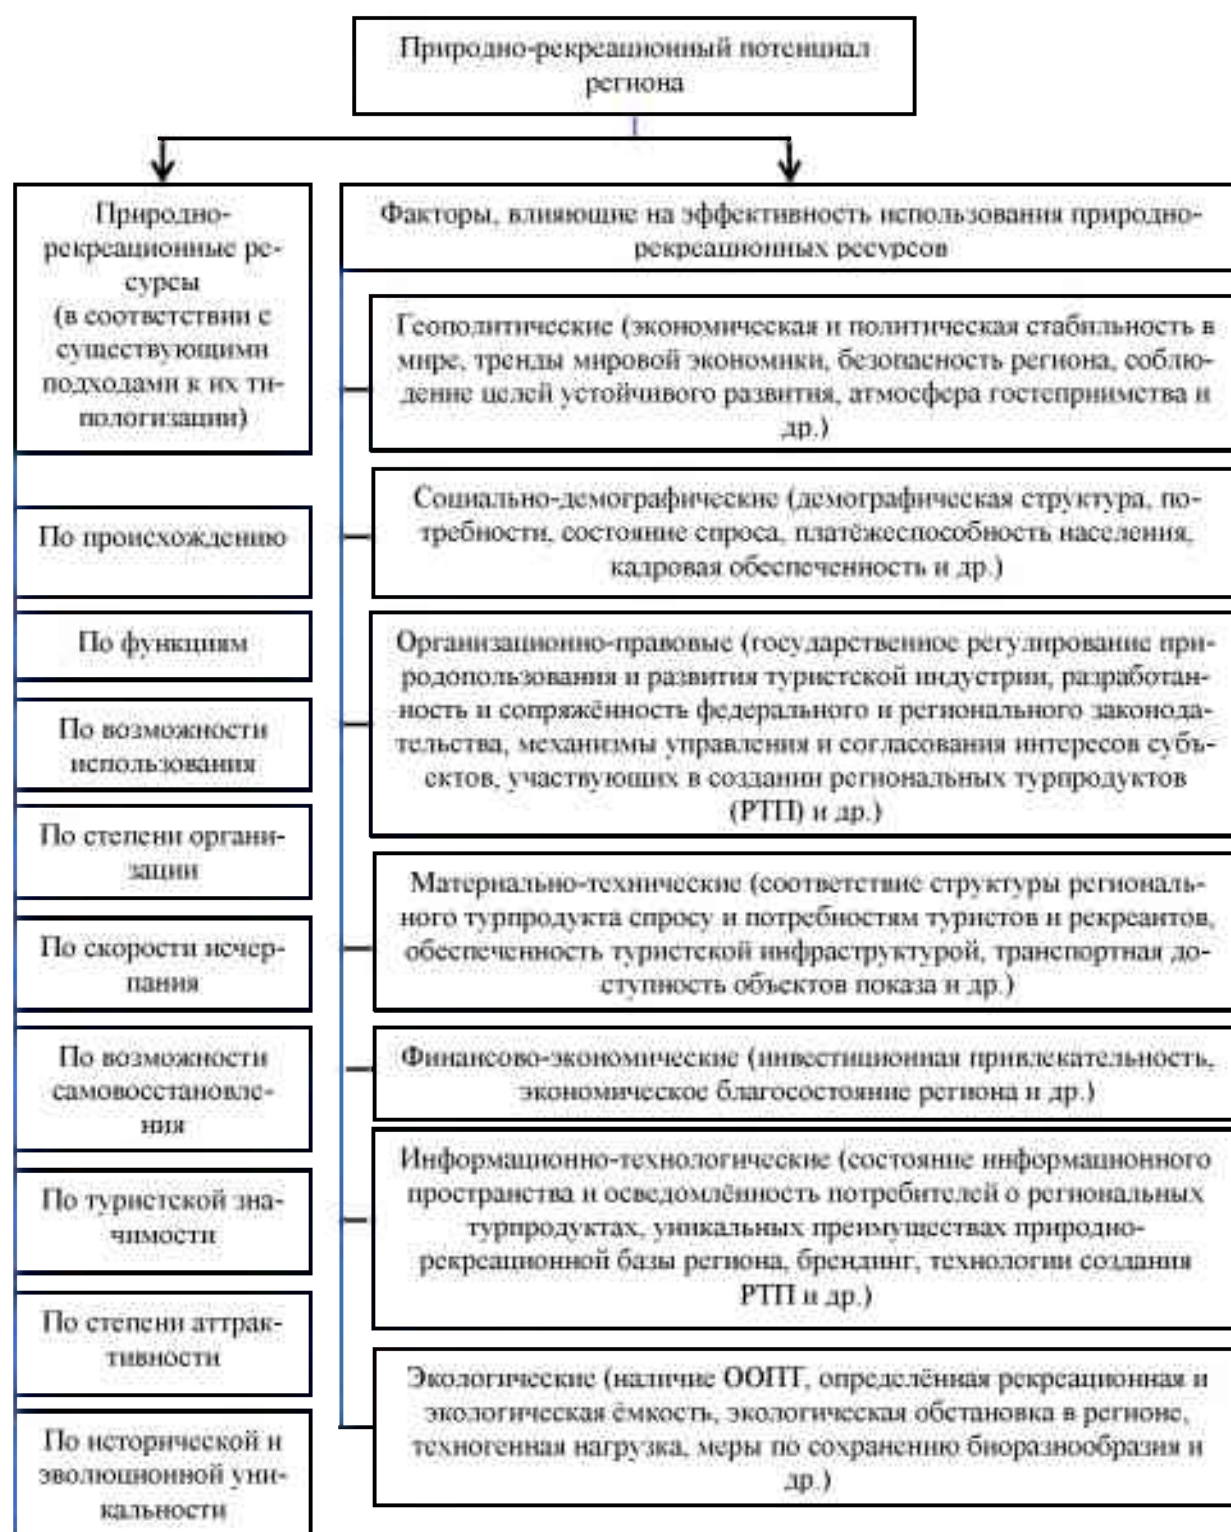 Природно-рекреационный потенциал
региона
Природно-
рекреационные ре-
сурсы
(в соответствии с
существующими
подходами к их ти-
пологизации)
По происхождению
По функциям
По возможности
использования
По степени органи-
зации
По скорости исчер-
пания
По возможности
самовосстановле-
ния
По туристской зна-
чимости
По степени аттрак-
тивности
По исторической и
эволюционной уни-
кальности
Факторы, влияющие на эффективность использования природно-
рекреационных ресурсов
Геополитические (экономическая и политическая стабильность в
мире, тренды мировой экономики, безопасность региона, соблю-
дение целей устойчивого развития, атмосфера гостеприимства и
др.)
Социально-демографические (демографическая структура, по-
требности, состояние спроса, платёжеспособность населения,
кадровая обеспеченность и др.)
Организационно-правовые (государственное регулирование при-
родопользования и развития туристской индустрии, разработан-
ность и сопряжённость федерального и регионального законода-
тельства, механизмы управления и согласования интересов субъ-
ектов, участвующих в создании региональных турпродуктов
(РТП) и др.)
Материально-технические (соответствие структуры регионально-
ного турпродукта спросу и потребностям туристов и рекреантов,
обеспеченность туристской инфраструктурой, транспортная до-
ступность объектов показа и др.)
Финансово-экономические (инвестиционная привлекательность,
экономическое благосостояние региона и др.)
Информационно-технологические (состояние информационного
пространства и осведомлённость потребителей о региональных
турпродуктах, уникальных преимуществах природно-
рекреационной базы региона, брендинг, технологии создания
РТП и др.)
Экологические (наличие ООПТ, определённая рекреационная и
экологическая ёмкость, экологическая обстановка в регионе,
техногенная нагрузка, меры по сохранению биоразнообразия и
др.)